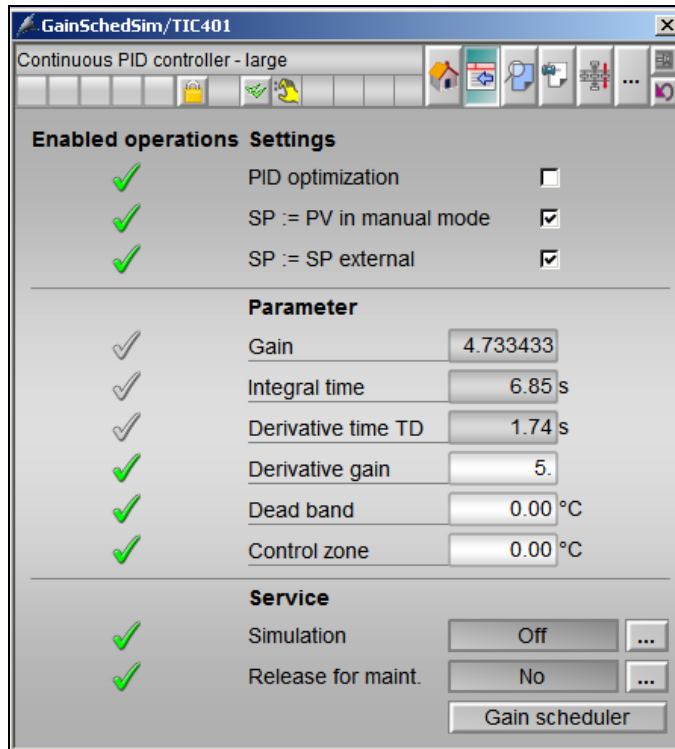 GainSchedSim/TIC401
Continuous PID controller - large
...
Enabled operations Settings
PID optimization
SP := PV in manual mode
SP := SP external
Parameter
Gain 4.733433
Integral time 6.85 s
Derivative time TD 1.74 s
Derivative gain 5.
Dead band 0.00 °C
Control zone 0.00 °C
Service
Simulation Off ...
Release for maint. No ...
Gain scheduler